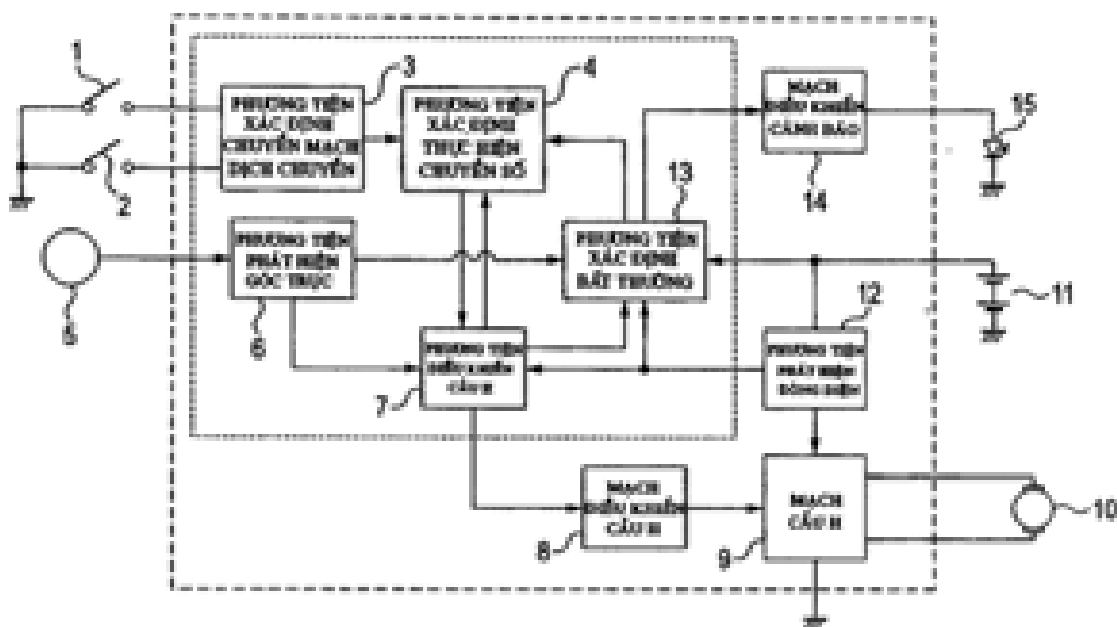 1
2
3
PHƯƠNG TIỆN
XÁC ĐỊNH
CHUYỂN MẠCH
DỊCH CHUYỂN
4
PHƯƠNG TIỆN
XÁC ĐỊNH
THỰC HIỆN
CHUYỂN SỐ
MẠCH
ĐIỀU KHIỂN
CẢNH BÁO
14
15
5
PHƯƠNG TIỆN
PHÁT HIỆN
GÓC TRỤC
6
13
PHƯƠNG TIỆN
XÁC ĐỊNH
BẤT THƯỜNG
11
12
PHƯƠNG TIỆN
PHÁT HIỆN
DÒNG ĐIỆN
PHƯƠNG TIỆN
ĐIỀU KHIỂN
CẦU H
7
MẠCH
ĐIỀU KHIỂN
CẦU H
8
MẠCH
CẦU H
9
10